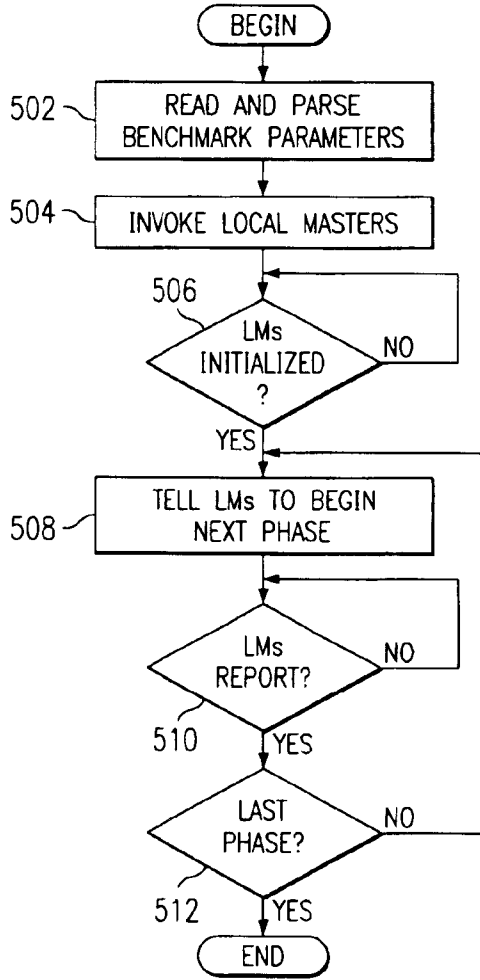 BEGIN
502
READ AND PARSE
BENCHMARK PARAMETERS
504
INVOKE LOCAL MASTERS
506
LMs
INITIALIZED
?
NO
YES
508
TELL LMs TO BEGIN
NEXT PHASE
LMs
REPORT?
NO
510
YES
LAST
PHASE?
NO
512
YES
END